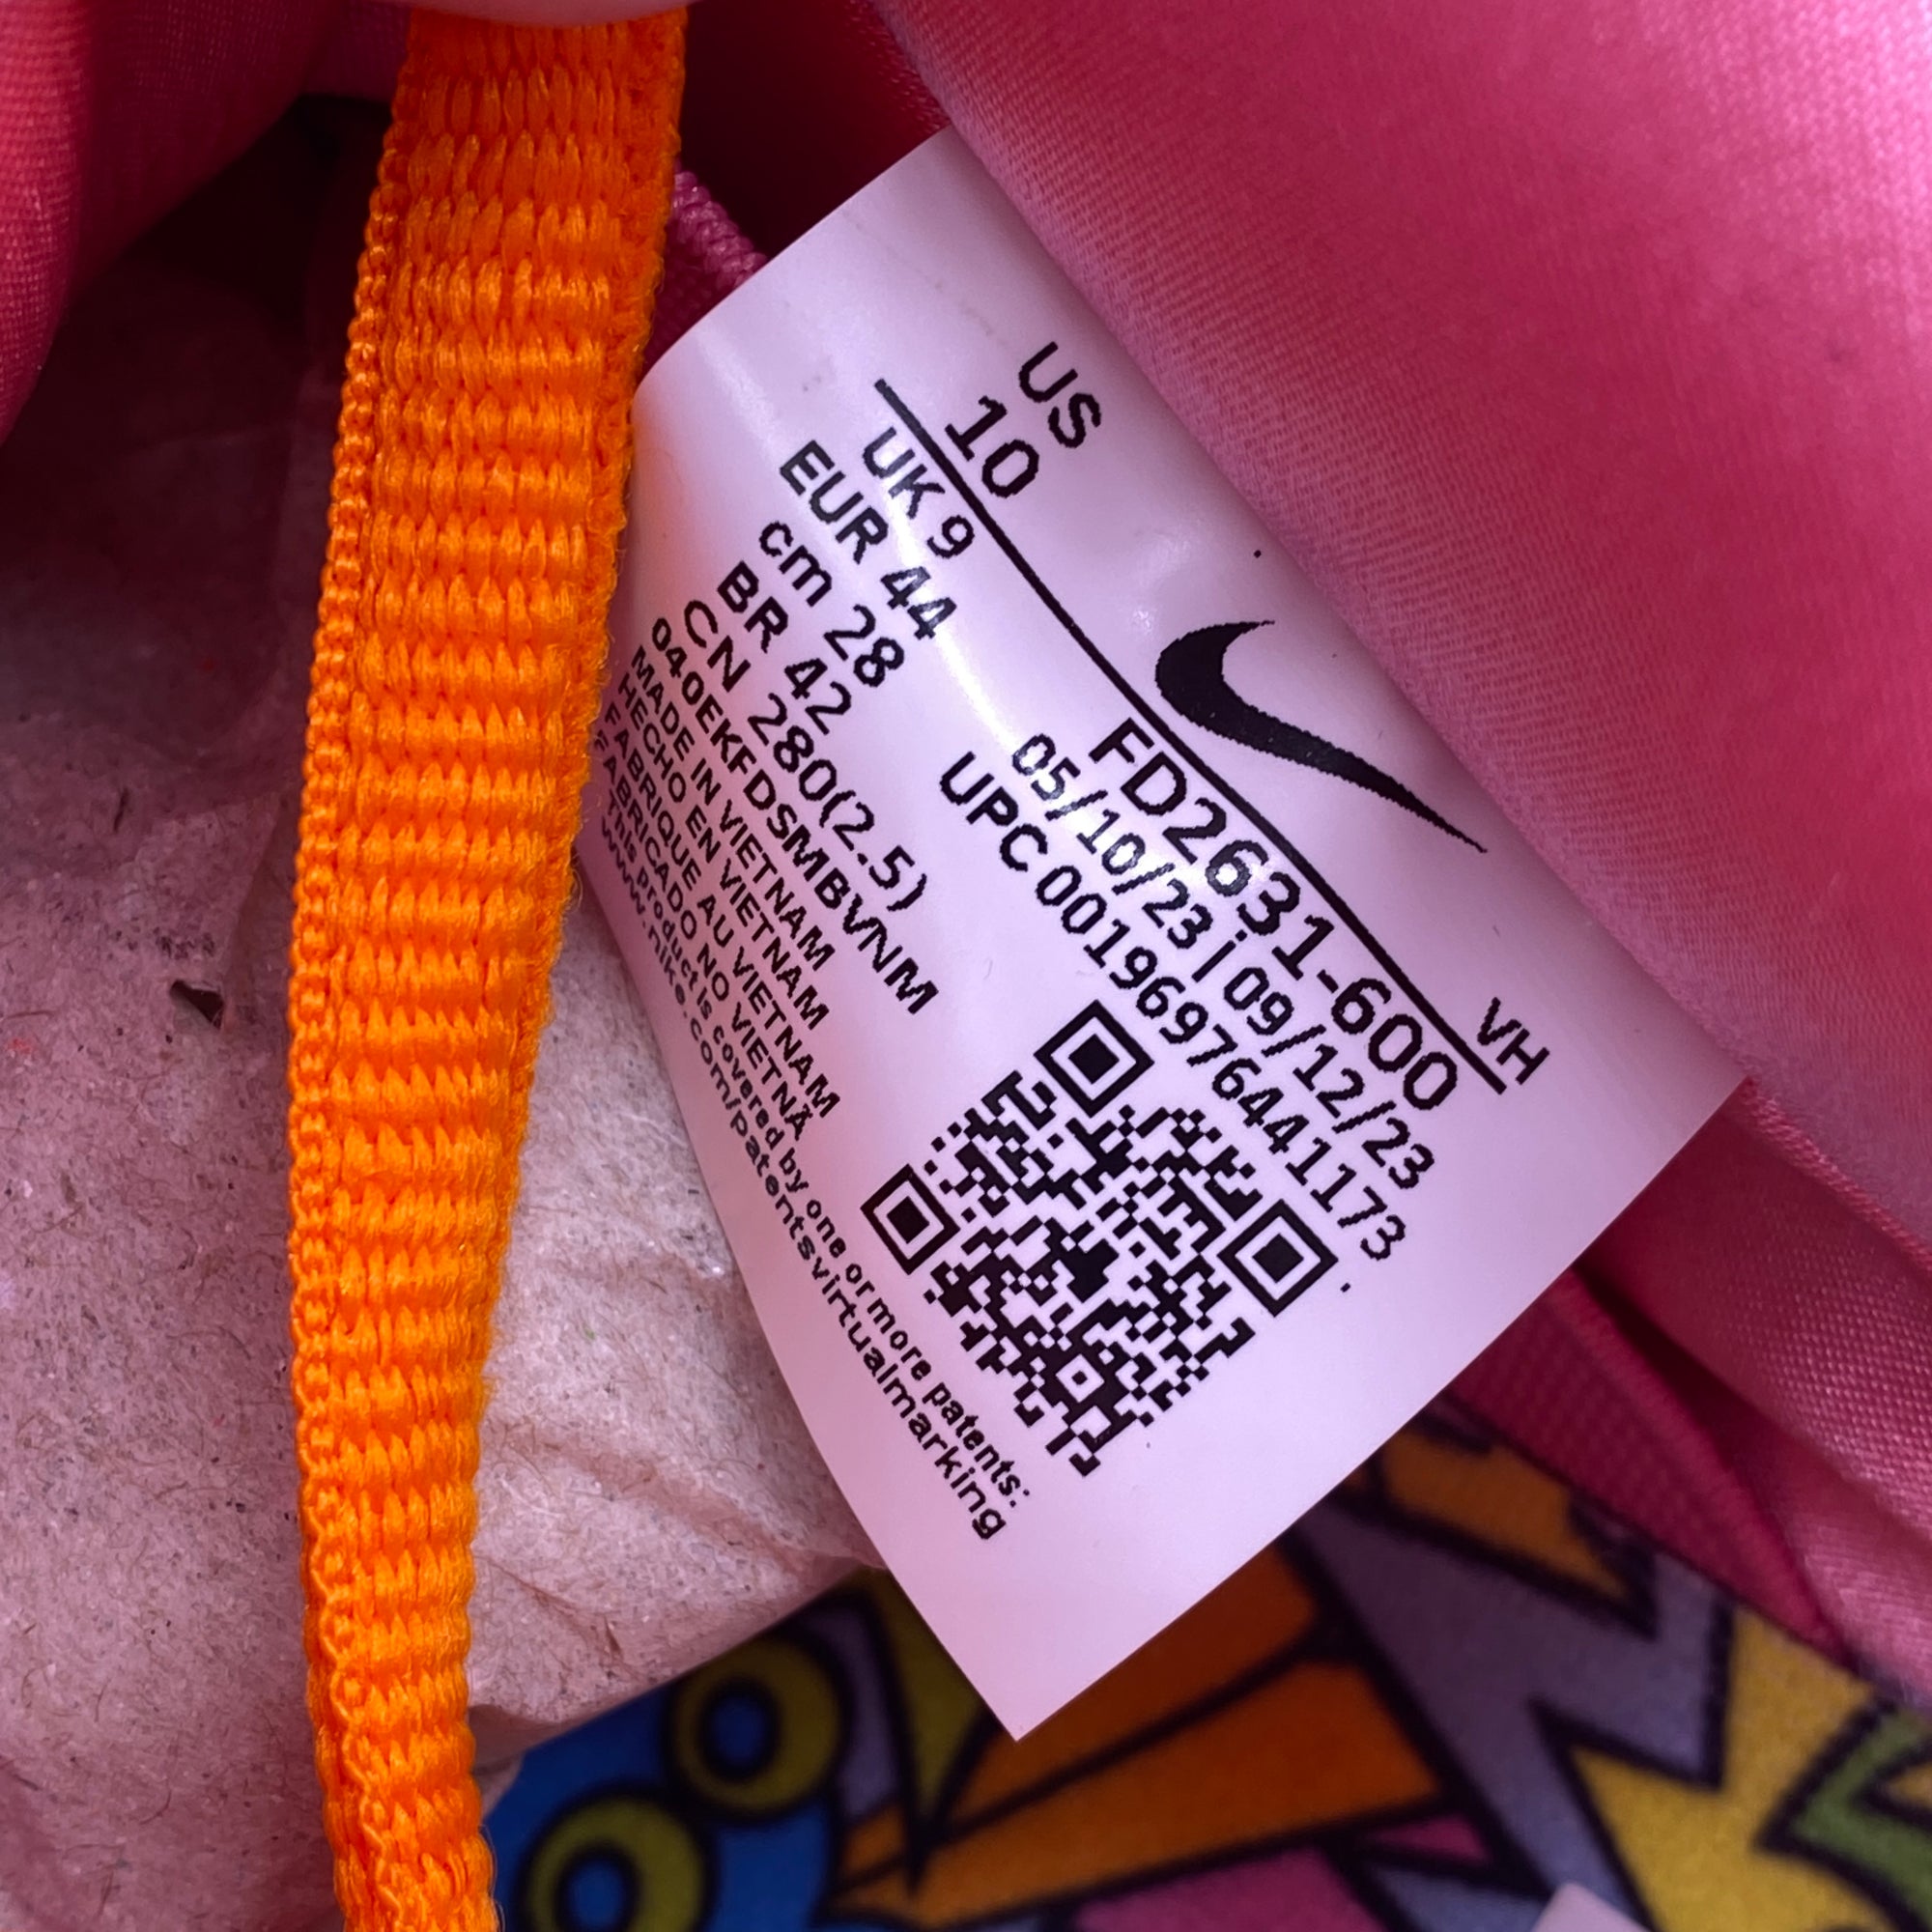 US
10
VH
UK 9
EUR 44
cm 28
BR 42
CN 280(2.5)
040EKFDSMBVNM
MADE IN VIETNAM
HECHO EN VIETNAM
FABRIQUE AU VIETNAM
FABRICADO NO VIETNÃ
This product is covered by one or more patents:
www.nike.com/patentsvirtualmarking
FD2631-600
05/10/23 | 09/12/23
UPC 00196976441173